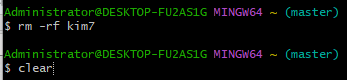 Administrator@DESKTOP-FU2AS1G MINGW64 ~ (master)
$ rm -rf kim7
Administrator@DESKTOP-FU2AS1G MINGW64 ~ (master)
$ clear